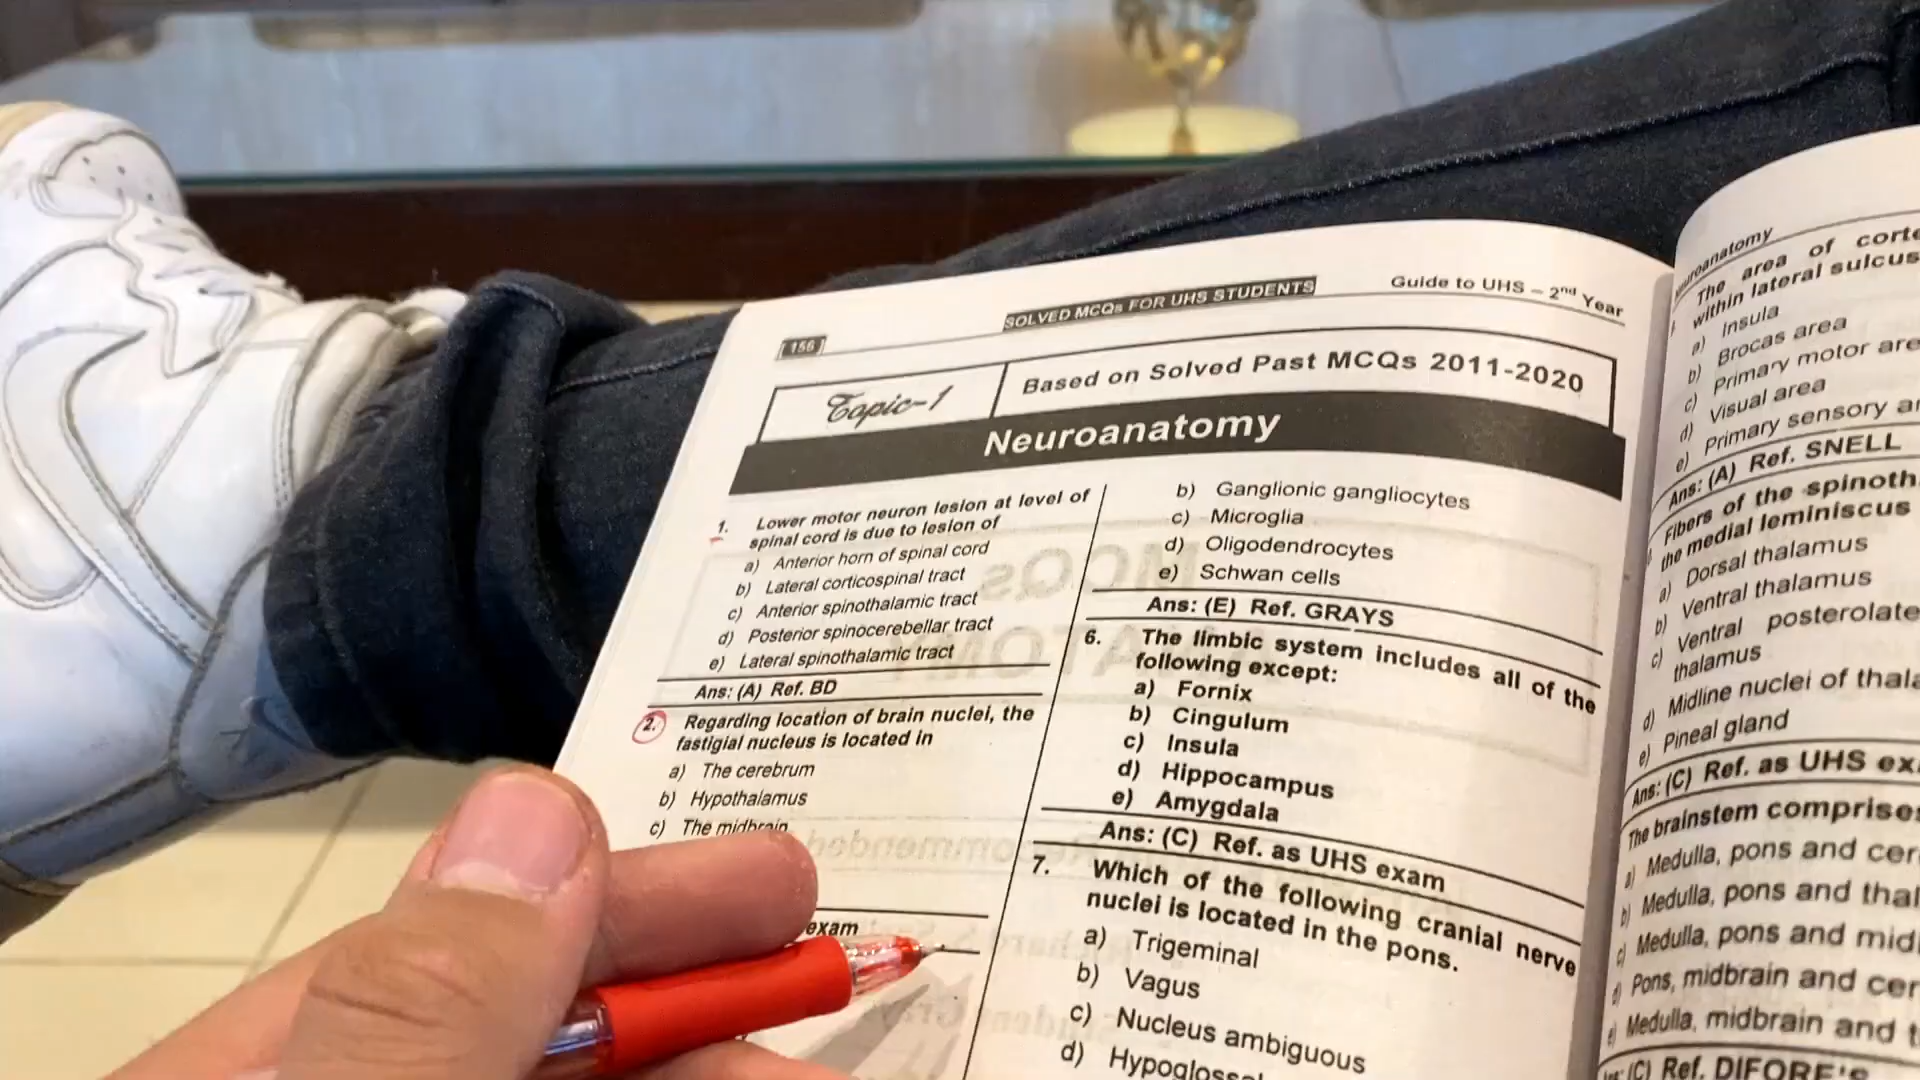 [ 156 ]
SOLVED MCQs FOR UHS STUDENTS
Guide to UHS – 2nd Year
Topic-1
Based on Solved Past MCQs 2011-2020
Neuroanatomy
1. Lower motor neuron lesion at level of
spinal cord is due to lesion of
a) Anterior horn of spinal cord
b) Lateral corticospinal tract
c) Anterior spinothalamic tract
d) Posterior spinocerebellar tract
e) Lateral spinothalamic tract
Ans: (A) Ref. BD
2. Regarding location of brain nuclei, the
fastigial nucleus is located in
a) The cerebrum
b) Hypothalamus
c) The midbrain
exam
b) Ganglionic gangliocytes
c) Microglia
d) Oligodendrocytes
e) Schwan cells
Ans: (E) Ref. GRAYS
6. The limbic system includes all of the
following except:
a) Fornix
b) Cingulum
c) Insula
d) Hippocampus
e) Amygdala
Ans: (C) Ref. as UHS exam
7. Which of the following cranial nerve
nuclei is located in the pons.
a) Trigeminal
b) Vagus
c) Nucleus ambiguous
d)
Neuroanatomy
The area of
within lateral sulcus
a) Insula
b) Brocas area
c) Primary motor
d) Visual area
e) Primary sensory
Ans: (A) Ref. SNELL
Fibers of the
the medial leminiscus
a) Dorsal thalamus
b) Ventral thalamus
c) Ventral
thalamus
d) Midline nuclei of
e) Pineal gland
Ans: (C) Ref. as UHS
The brainstem
a) Medulla, pons and
b) Medulla, pons and
c) Medulla, pons and
d) Pons, midbrain and
e) Medulla, midbrain and
(C) Ref.